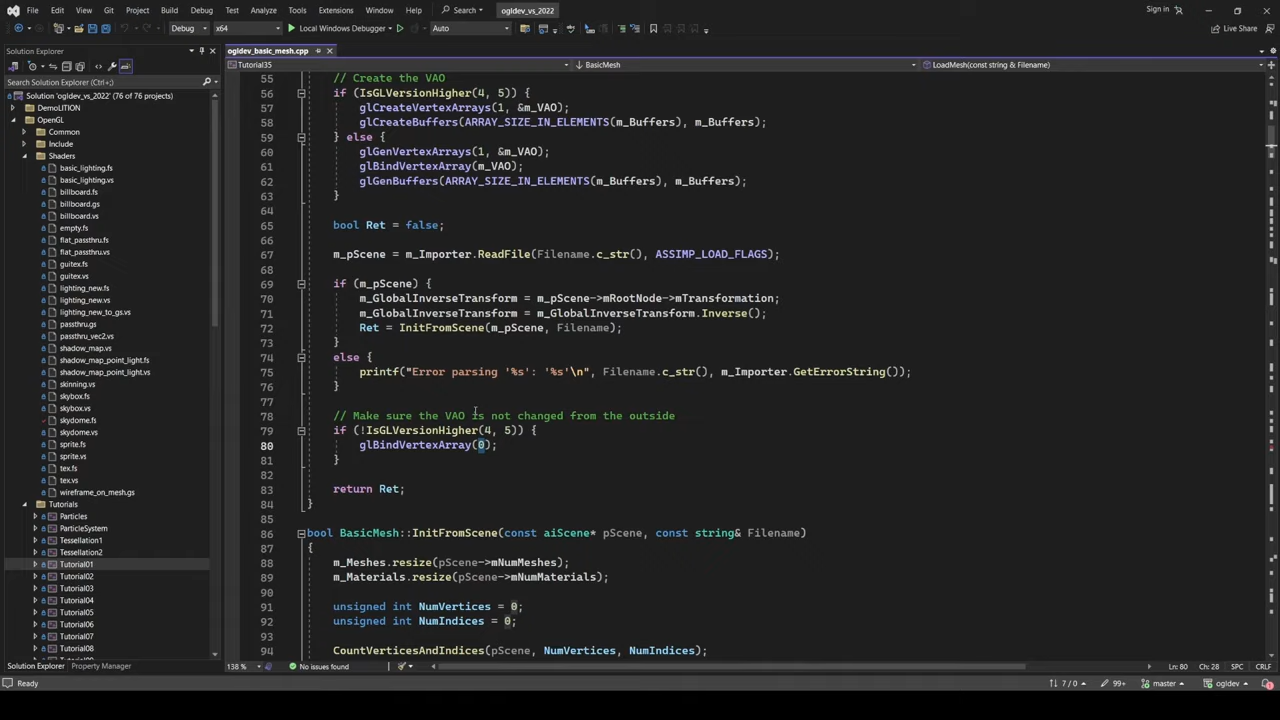 File Edit View Git Project Build Debug Test Analyze Tools Extensions Window Help Search ogldev_vs_2022 Sign in
Debug x64 Local Windows Debugger Auto Live Share
Solution Explorer ogldev_basic_mesh.cpp
Tutorial35 BasicMesh LoadMesh(const string & Filename)
Search Solution Explorer (Ctrl+;)
Solution 'ogldev_vs_2022' (76 of 76 projects)
DemoLITION
OpenGL
Common
Include
Shaders
basic_lighting.fs
basic_lighting.vs
billboard.fs
billboard.gs
billboard.vs
empty.fs
flat_passthru.fs
flat_passthru.vs
guitex.fs
guitex.vs
lighting_new.fs
lighting_new.vs
lighting_new_to_gs.vs
passthru.gs
passthru_vec2.vs
shadow_map.vs
shadow_map_point_light.fs
shadow_map_point_light.vs
skinning.vs
skybox.fs
skybox.vs
skydome.fs
skydome.vs
sprite.fs
sprite.vs
tex.fs
tex.vs
wireframe_on_mesh.gs
Tutorials
Particles
ParticleSystem
Tessellation1
Tessellation2
Tutorial01
Tutorial02
Tutorial03
Tutorial04
Tutorial05
Tutorial06
Tutorial07
Tutorial08
Solution Explorer Property Manager
55 // Create the VAO
56 if (IsGLVersionHigher(4, 5)) {
57 glCreateVertexArrays(1, &m_VAO);
58 glCreateBuffers(ARRAY_SIZE_IN_ELEMENTS(m_Buffers), m_Buffers);
59 } else {
60 glGenVertexArrays(1, &m_VAO);
61 glBindVertexArray(m_VAO);
62 glGenBuffers(ARRAY_SIZE_IN_ELEMENTS(m_Buffers), m_Buffers);
63 }
64
65 bool Ret = false;
66
67 m_pScene = m_Importer.ReadFile(Filename.c_str(), ASSIMP_LOAD_FLAGS);
68
69 if (m_pScene) {
70 m_GlobalInverseTransform = m_pScene->mRootNode->mTransformation;
71 m_GlobalInverseTransform = m_GlobalInverseTransform.Inverse();
72 Ret = InitFromScene(m_pScene, Filename);
73 }
74 else {
75 printf("Error parsing '%s': '%s'\n", Filename.c_str(), m_Importer.GetErrorString());
76 }
77
78 // Make sure the VAO is not changed from the outside
79 if (!IsGLVersionHigher(4, 5)) {
80 glBindVertexArray(0);
81 }
82
83 return Ret;
84 }
85
86 bool BasicMesh::InitFromScene(const aiScene* pScene, const string& Filename)
87 {
88 m_Meshes.resize(pScene->mNumMeshes);
89 m_Materials.resize(pScene->mNumMaterials);
90
91 unsigned int NumVertices = 0;
92 unsigned int NumIndices = 0;
93
94 CountVerticesAndIndices(pScene, NumVertices, NumIndices);
138 % No issues found Ln: 80 Ch: 28 SPC CRLF
Ready 7 / 0 99+ master ogldev